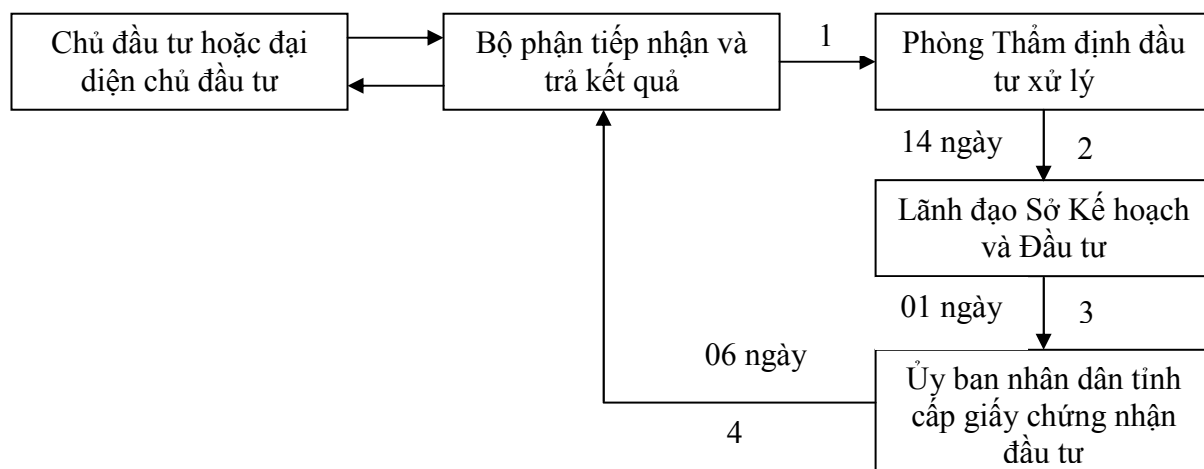 Chủ đầu tư hoặc đại
diện chủ đầu tư
Bộ phận tiếp nhận và
trả kết quả
1
Phòng Thẩm định đầu
tư xử lý
14 ngày
2
Lãnh đạo Sở Kế hoạch
và Đầu tư
01 ngày
3
06 ngày
4
Ủy ban nhân dân tỉnh
cấp giấy chứng nhận
đầu tư